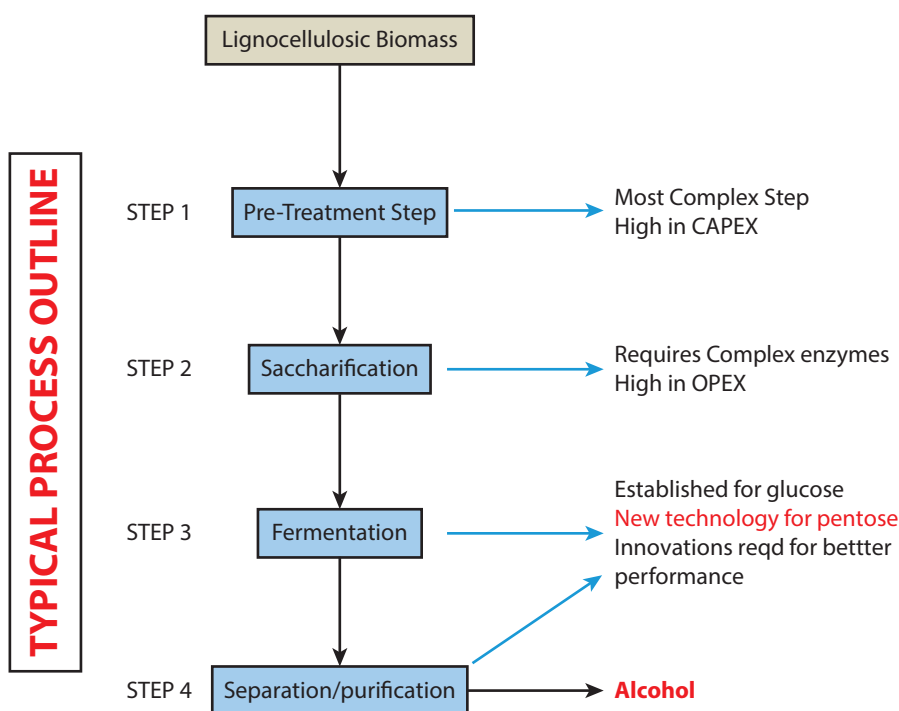 Lignocellulosic Biomass
TYPICAL PROCESS OUTLINE
STEP 1
Pre-Treatment Step
Most Complex Step
High in CAPEX
STEP 2
Saccharification
Requires Complex enzymes
High in OPEX
STEP 3
Fermentation
Established for glucose
New technology for pentose
Innovations reqd for bettter
performance
STEP 4
Separation/purification
Alcohol